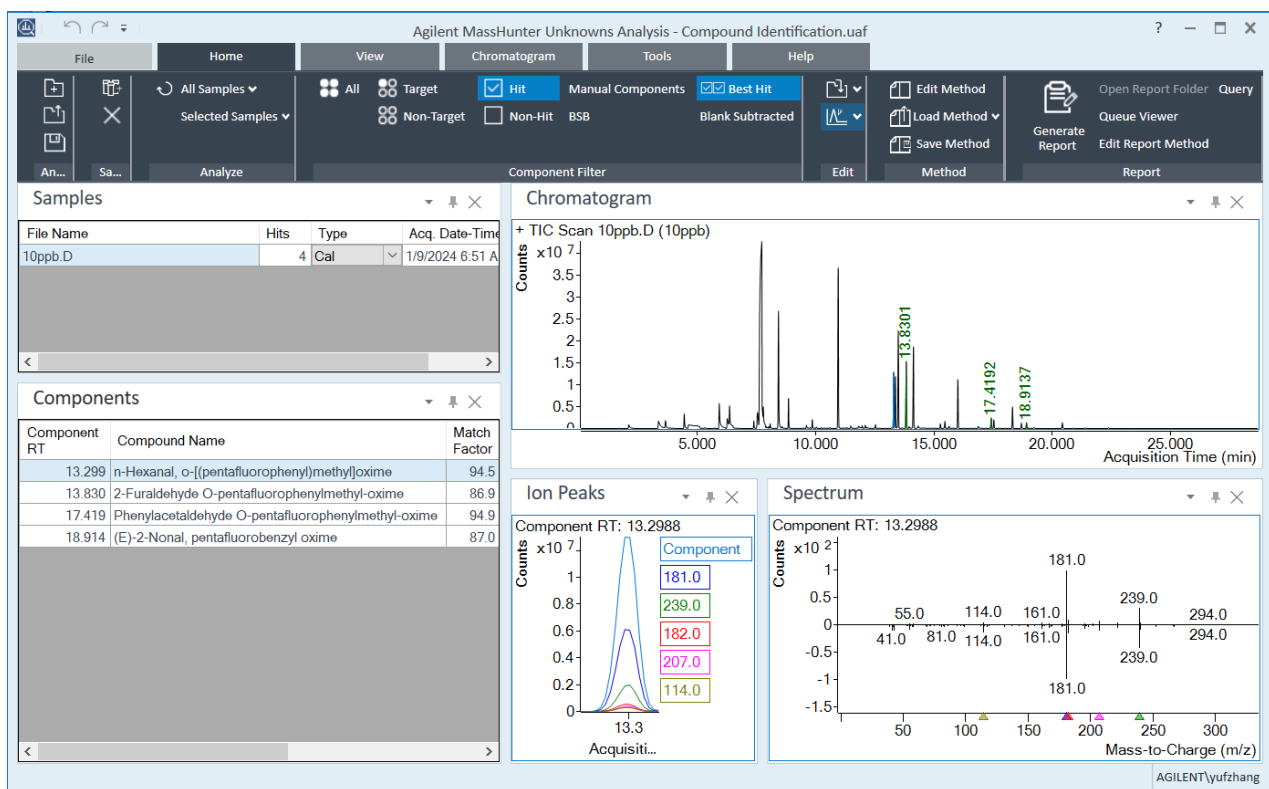 Agilent MassHunter Unknowns Analysis - Compound Identification.uaf
?
File Home View Chromatogram Tools Help
All Samples
Selected Samples
All
Target
Non-Target
Hit
Non-Hit
Manual Components
BSB
Best Hit
Blank Subtracted
Edit Method
Load Method
Save Method
Generate
Report
Open Report Folder
Query
Queue Viewer
Edit Report Method
An... Sa... Analyze Component Filter Edit Method Report
Samples
File Name Hits Type Acq. Date-Time
10ppb.D 4 Cal 1/9/2024 6:51 A
Components
Component
RT
Compound Name
Match
Factor
13.299 n-Hexanal, o-[(pentafluorophenyl)methyl]oxime 94.5
13.830 2-Furaldehyde O-pentafluorophenylmethyl-oxime 86.9
17.419 Phenylacetaldehyde O-pentafluorophenylmethyl-oxime 94.9
18.914 (E)-2-Nonal, pentafluorobenzyl oxime 87.0
Chromatogram
+ TIC Scan 10ppb.D (10ppb)
Counts
x10 7
3.5
3
2.5
2
1.5
1
0.5
0
13.8301
17.4192
18.9137
5.000 10.000 15.000 20.000 25.000
Acquisition Time (min)
Ion Peaks
Component RT: 13.2988
Counts
x10 7
1
0.8
0.6
0.4
0.2
0
Component
181.0
239.0
182.0
207.0
114.0
13.3
Acquisiti...
Spectrum
Component RT: 13.2988
Counts
x10 2
1
0.5
0
-0.5
-1
-1.5
181.0
239.0
55.0 114.0 161.0 294.0
41.0 81.0 114.0 161.0 294.0
239.0
181.0
50 100 150 200 250 300
Mass-to-Charge (m/z)
AGILENT\yufzhang